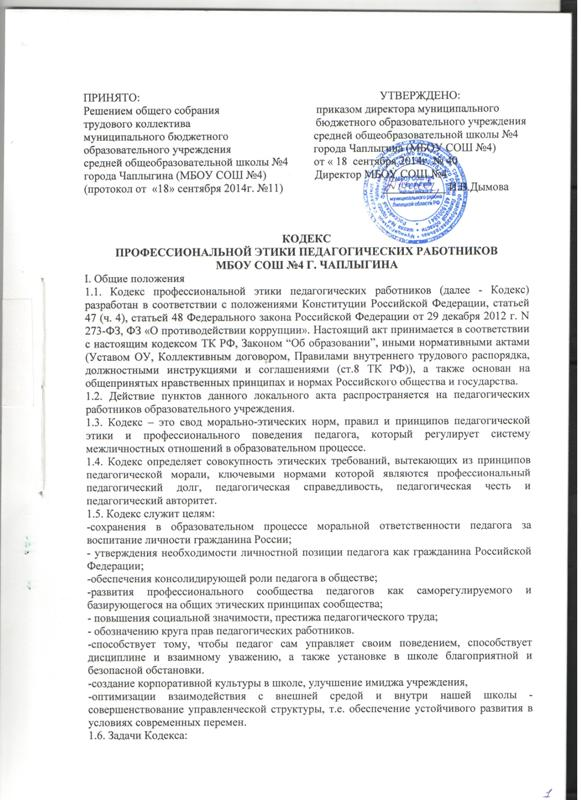 ПРИНЯТО:
Решением общего собрания
трудового коллектива
муниципального бюджетного
образовательного учреждения
средней общеобразовательной школы №4
города Чаплыгина (МБОУ СОШ №4)
(протокол от «18» сентября 2014г. №11)
УТВЕРЖДЕНО:
приказом директора муниципального
бюджетного образовательного учреждения
средней общеобразовательной школы №4
города Чаплыгина (МБОУ СОШ №4)
от « 18 сентября 2014г. № 40
Директор МБОУ СОШ №4
И.В.Дымова
КОДЕКС
ПРОФЕССИОНАЛЬНОЙ ЭТИКИ ПЕДАГОГИЧЕСКИХ РАБОТНИКОВ
МБОУ СОШ №4 Г. ЧАПЛЫГИНА
I. Общие положения
1.1. Кодекс профессиональной этики педагогических работников (далее - Кодекс)
разработан в соответствии с положениями Конституции Российской Федерации, статьей
47 (ч. 4), статьей 48 Федерального закона Российской Федерации от 29 декабря 2012 г. N
273-ФЗ, ФЗ «О противодействии коррупции». Настоящий акт принимается в соответствии
с настоящим кодексом ТК РФ, Законом “Об образовании”, иными нормативными актами
(Уставом ОУ, Коллективным договором, Правилами внутреннего трудового распорядка,
должностными инструкциями и соглашениями (ст.8 ТК РФ)), а также основан на
общепринятых нравственных принципах и нормах Российского общества и государства.
1.2. Действие пунктов данного локального акта распространяется на педагогических
работников образовательного учреждения.
1.3. Кодекс – это свод морально-этических норм, правил и принципов педагогической
этики и профессионального поведения педагога, который регулирует систему
межличностных отношений в образовательном процессе.
1.4. Кодекс определяет совокупность этических требований, вытекающих из принципов
педагогической морали, ключевыми нормами которой являются профессиональный
педагогический долг, педагогическая справедливость, педагогическая честь и
педагогический авторитет.
1.5. Кодекс служит целям:
-сохранения в образовательном процессе моральной ответственности педагога за
воспитание личности гражданина России;
- утверждения необходимости личностной позиции педагога как гражданина Российской
Федерации;
-обеспечения консолидирующей роли педагога в обществе;
-развития профессионального сообщества педагогов как саморегулируемого и
базирующегося на общих этических принципах сообщества;
- повышения социальной значимости, престижа педагогического труда;
- обозначению круга прав педагогических работников.
-способствует тому, чтобы педагог сам управляет своим поведением, способствует
дисциплине и взаимному уважению, а также установке в школе благоприятной и
безопасной обстановки.
-создание корпоративной культуры в школе, улучшение имиджа учреждения,
-оптимизации взаимодействия с внешней средой и внутри нашей школы -
совершенствование управленческой структуры, т.е. обеспечение устойчивого развития в
условиях современных перемен.
1.6. Задачи Кодекса:
1